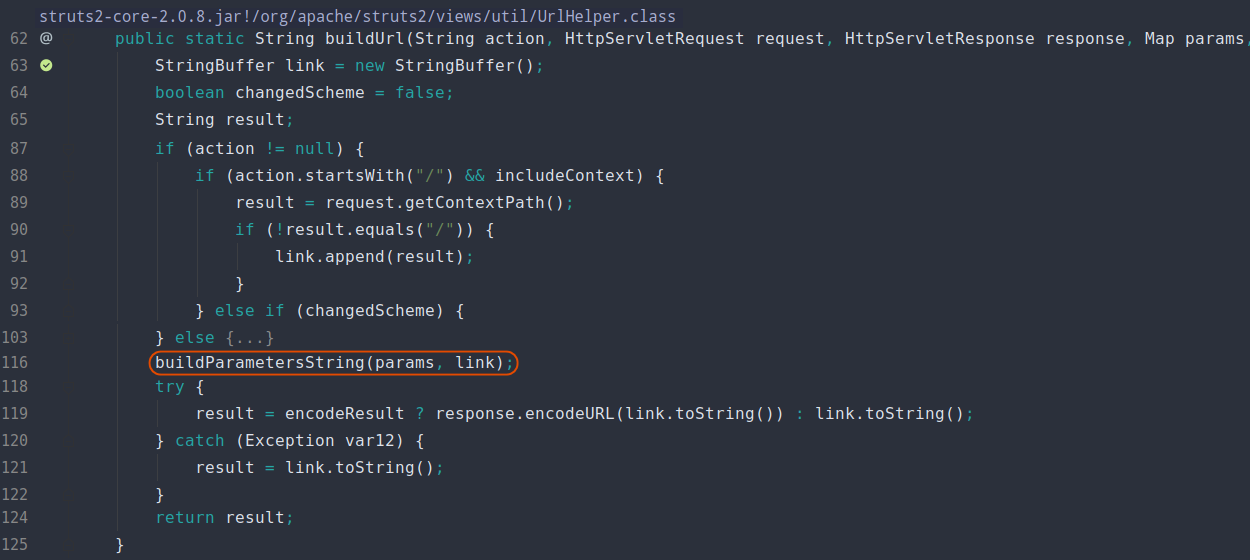 struts2-core-2.0.8.jar!/org/apache/struts2/views/util/UrlHelper.class
62 @ public static String buildUrl(String action, HttpServletRequest request, HttpServletResponse response, Map params,
63 StringBuffer link = new StringBuffer();
64 boolean changedScheme = false;
65 String result;
87 if (action != null) {
88 if (action.startsWith("/") && includeContext) {
89 result = request.getContextPath();
90 if (!result.equals("/")) {
91 link.append(result);
92 }
93 } else if (changedScheme) {
103 } else {...}
116 buildParametersString(params, link);
118 try {
119 result = encodeResult ? response.encodeURL(link.toString()) : link.toString();
120 } catch (Exception var12) {
121 result = link.toString();
122 }
124 return result;
125 }